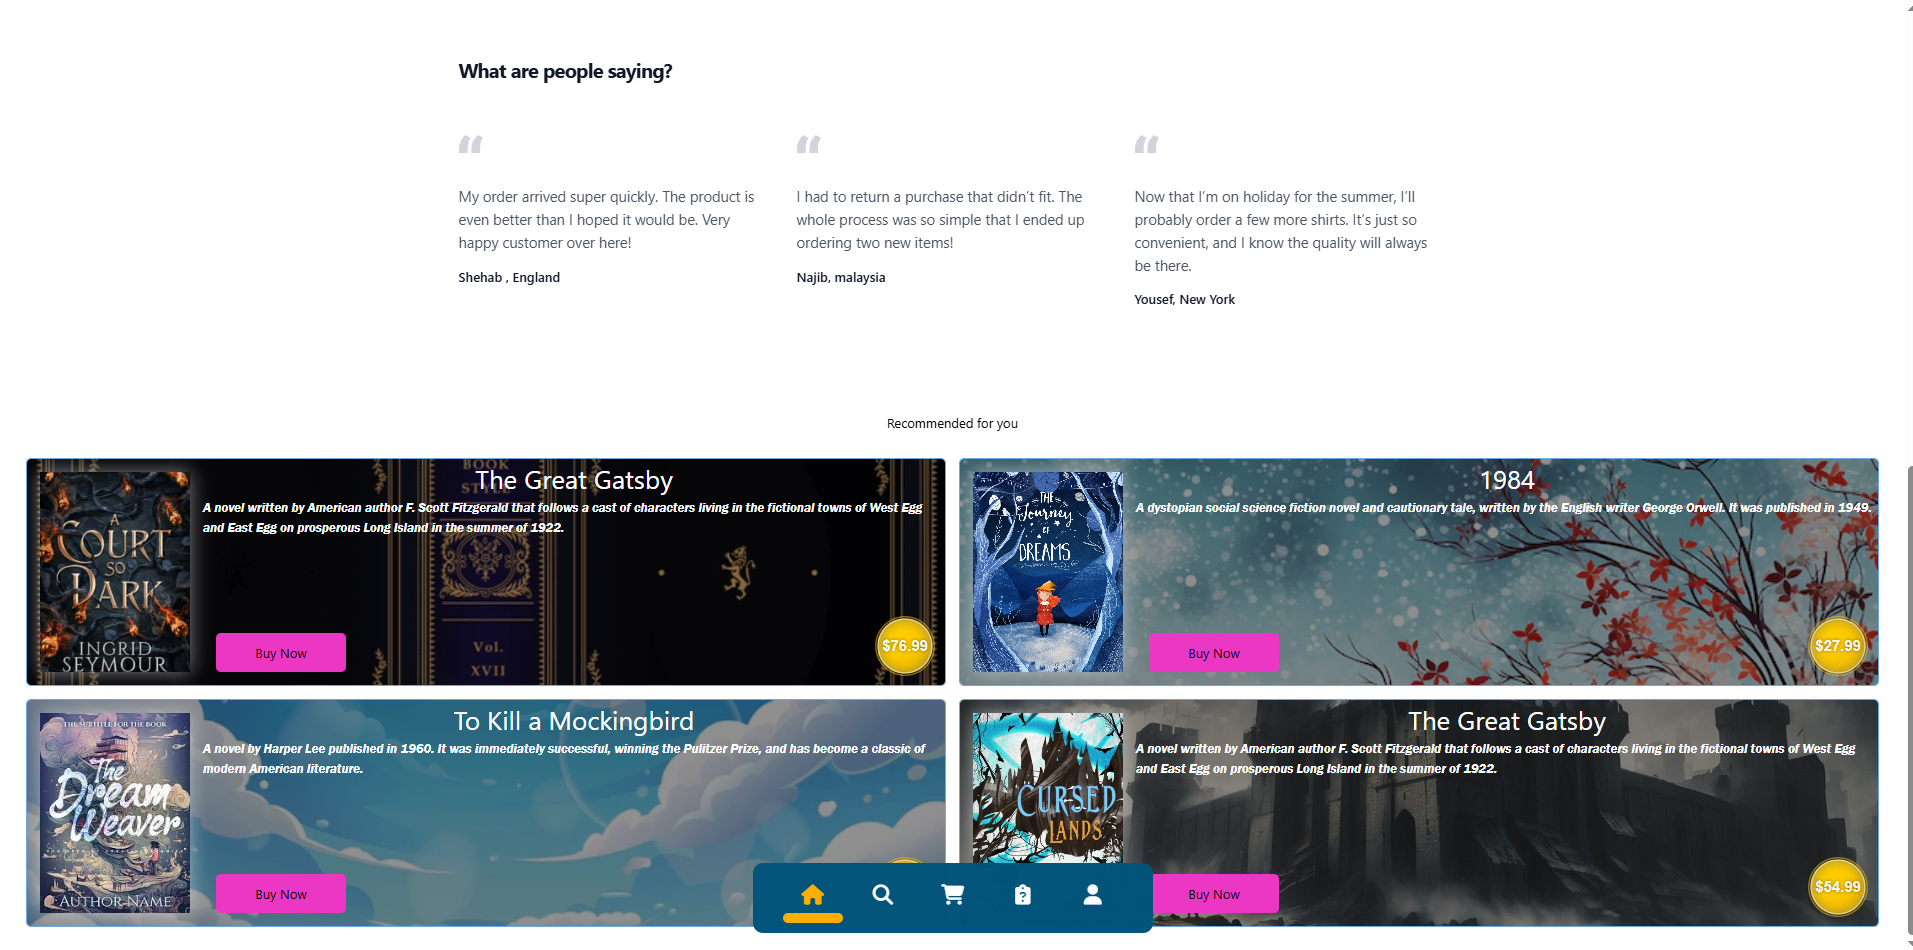 What are people saying?
“ “ “
My order arrived super quickly. The product is
even better than I hoped it would be. Very
happy customer over here!
Shehab , England
I had to return a purchase that didn’t fit. The
whole process was so simple that I ended up
ordering two new items!
Najib, malaysia
Now that I’m on holiday for the summer, I’ll
probably order a few more shirts. It’s just so
convenient, and I know the quality will always
be there.
Yousef, New York
Recommended for you
A
COURT
SO
DARK
INGRID
SEYMOUR
BOOK
STYLE
The Great Gatsby
A novel written by American author F. Scott Fitzgerald that follows a cast of characters living in the fictional towns of West Egg
and East Egg on prosperous Long Island in the summer of 1922.
Vol.
XVII
Buy Now
$76.99
THE
Journey
OF
DREAMS
1984
A dystopian social science fiction novel and cautionary tale, written by the English writer George Orwell. It was published in 1949.
Buy Now
$27.99
THE SUBTITLE FOR THE BOOK
The
Dream
Weaver
AUTHOR NAME
To Kill a Mockingbird
A novel by Harper Lee published in 1960. It was immediately successful, winning the Pulitzer Prize, and has become a classic of
modern American literature.
Buy Now
CURSED
LANDS
The Great Gatsby
A novel written by American author F. Scott Fitzgerald that follows a cast of characters living in the fictional towns of West Egg
and East Egg on prosperous Long Island in the summer of 1922.
Buy Now
$54.99
?